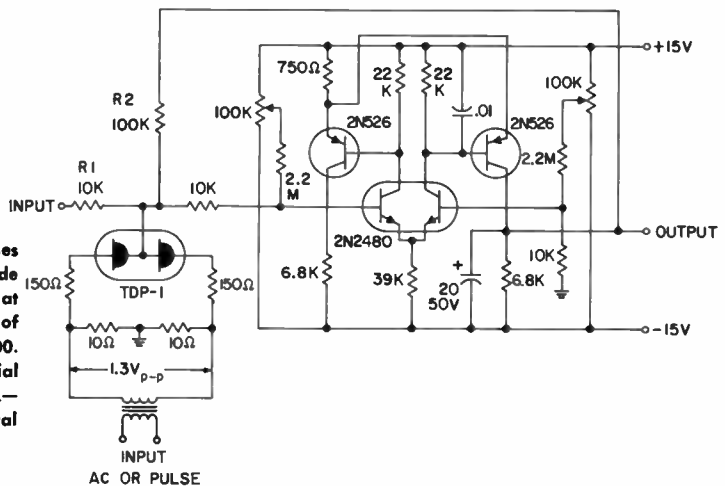 +15V
750Ω
22
K
22
K
R2
100K
100K
100K
.01
2N526
2N526
R1
10K
2.2
M
2.2M
10K
INPUT
2N2480
OUTPUT
TDP-1
150Ω
150Ω
6.8K
39K
+
20
50V
6.8K
10K
10Ω
10Ω
-15V
1.3Vp-p
INPUT
AC OR PULSE
es
de
at
of
00.
ial
—
al